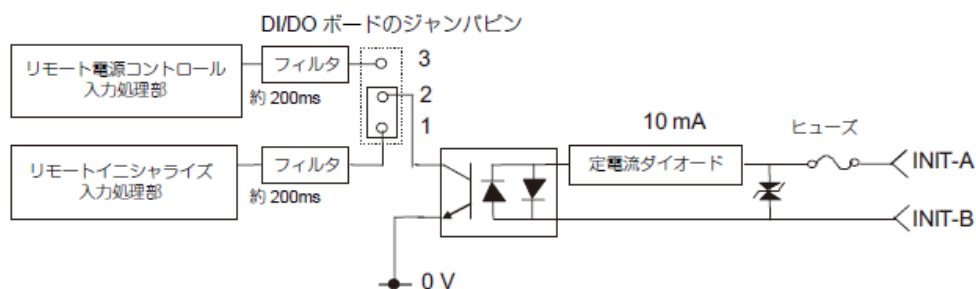 DI/DO ボードのジャンパピン
リモート電源コントロール
入力処理部
フィルタ
約 200ms
3
2
1
リモートイニシャライズ
入力処理部
フィルタ
約 200ms
10 mA
定電流ダイオード
ヒューズ
INIT-A
INIT-B
0 V